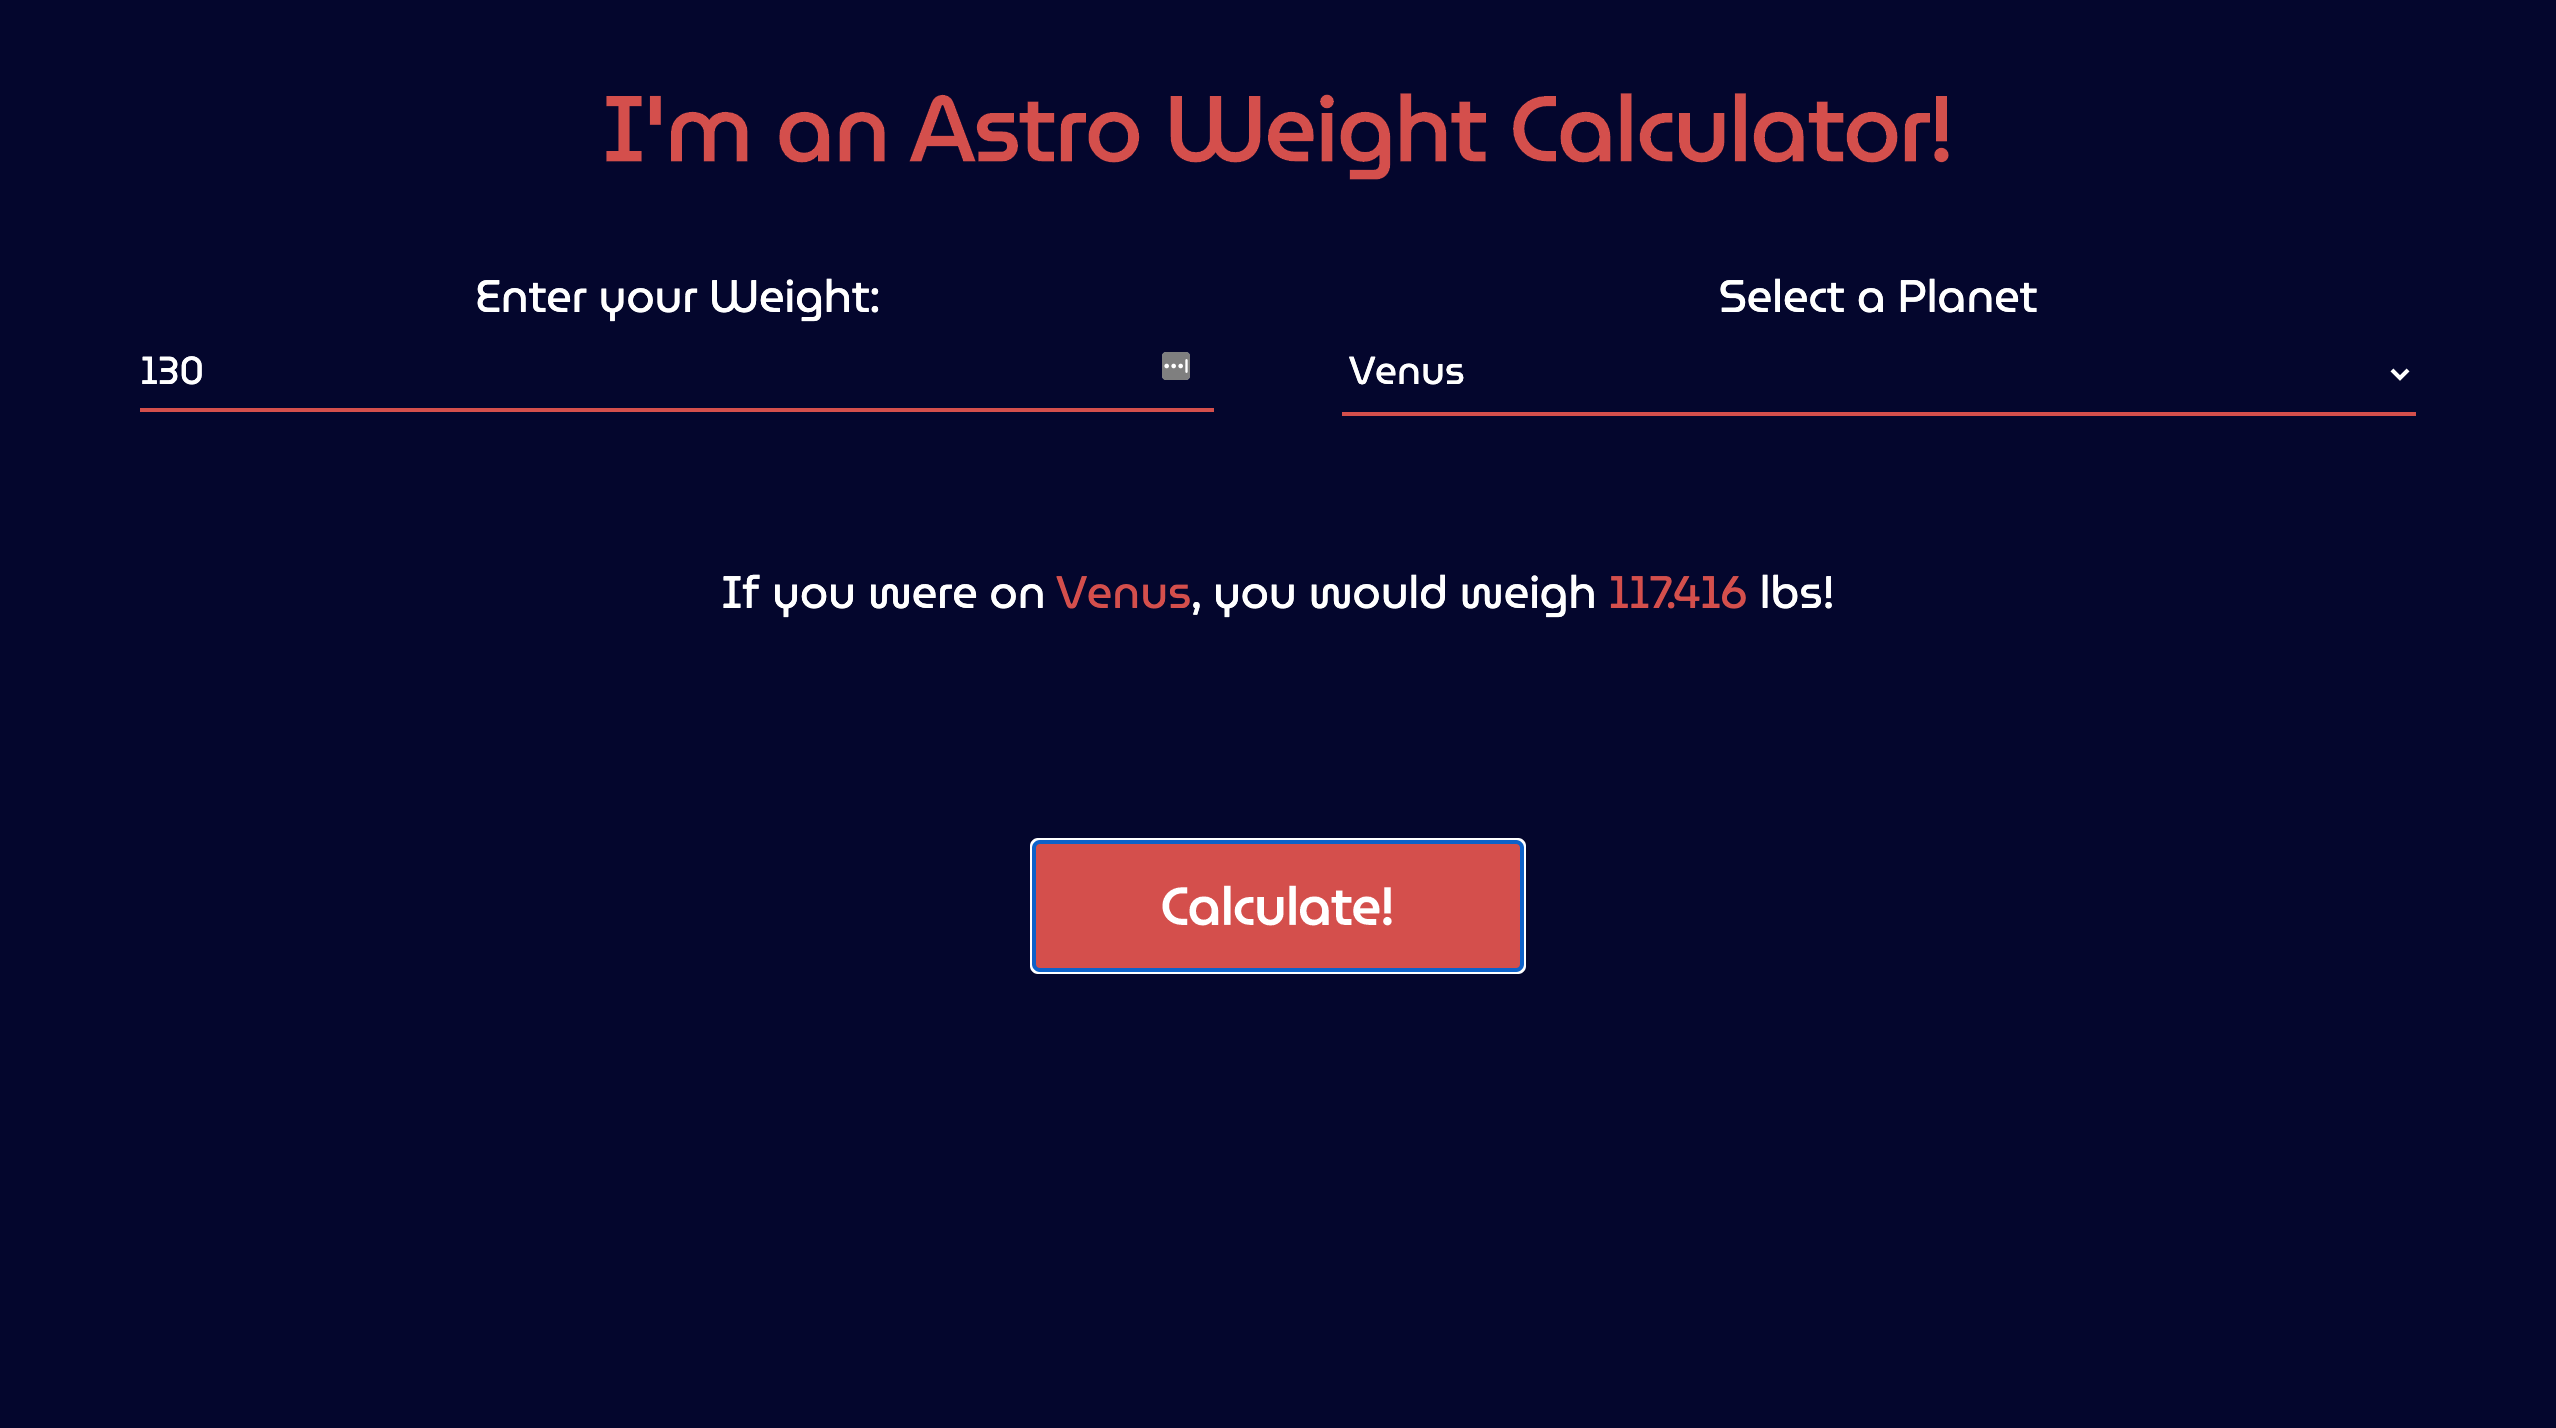 I'm an Astro Weight Calculator!
Enter your Weight:
Select a Planet
130
Venus
If you were on Venus, you would weigh 117.416 lbs!
Calculate!